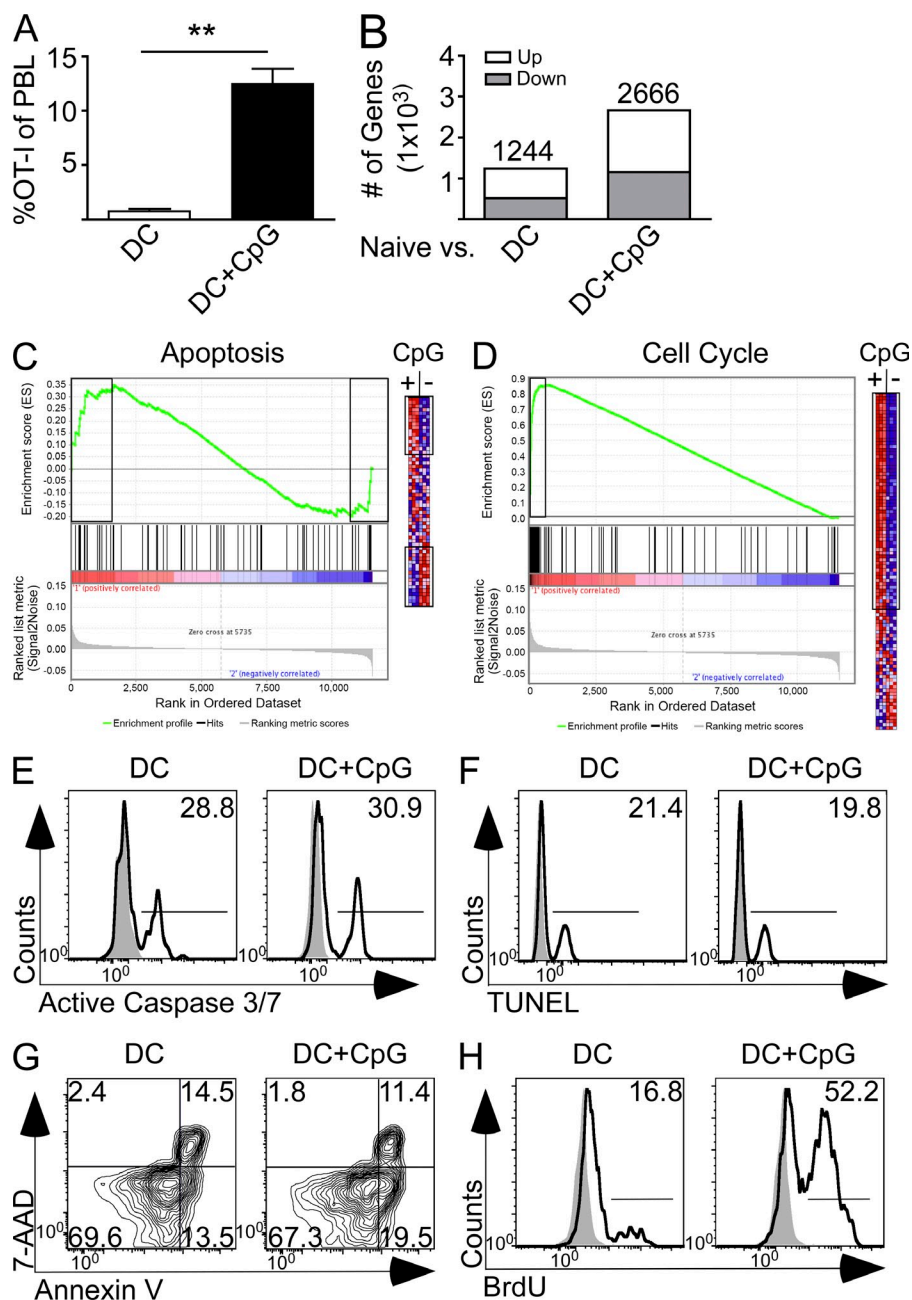 A
**
%OT-I of PBL
15
10
5
DC
DC+CpG
B
Up
Down
# of Genes
(1x10³)
4
3
2
1
1244
2666
Naive vs.
DC
DC+CpG
C
Apoptosis
CpG
+ -
Enrichment score (ES)
0.35
0.30
0.25
0.20
0.15
0.10
0.05
0.00
-0.05
-0.10
-0.15
-0.20
Ranked list metric
(Signal2Noise)
0.15
0.10
0.05
0.00
-0.05
'1' (positively correlated)
Zero cross at 5735
'2' (negatively correlated)
0 2,500 5,000 7,500 10,000
Rank in Ordered Dataset
Enrichment profile Hits Ranking metric scores
D
Cell Cycle
CpG
+ -
Enrichment score (ES)
0.9
0.8
0.7
0.6
0.5
0.4
0.3
0.2
0.1
0.0
Ranked list metric
(Signal2Noise)
0.15
0.10
0.05
0.00
-0.05
'1' (positively correlated)
Zero cross at 5735
'2' (negatively correlated)
0 2,500 5,000 7,500 10,000
Rank in Ordered Dataset
Enrichment profile Hits Ranking metric scores
E
DC
DC+CpG
28.8
30.9
Counts
10⁰
10⁰
10⁰
10⁰
Active Caspase 3/7
F
DC
DC+CpG
21.4
19.8
Counts
10⁰
10⁰
10⁰
10⁰
TUNEL
G
DC
DC+CpG
2.4 14.5
1.8 11.4
69.6 13.5
67.3 19.5
7-AAD
10⁰
10⁰
10⁰
10⁰
Annexin V
H
DC
DC+CpG
16.8
52.2
Counts
10⁰
10⁰
10⁰
10⁰
BrdU